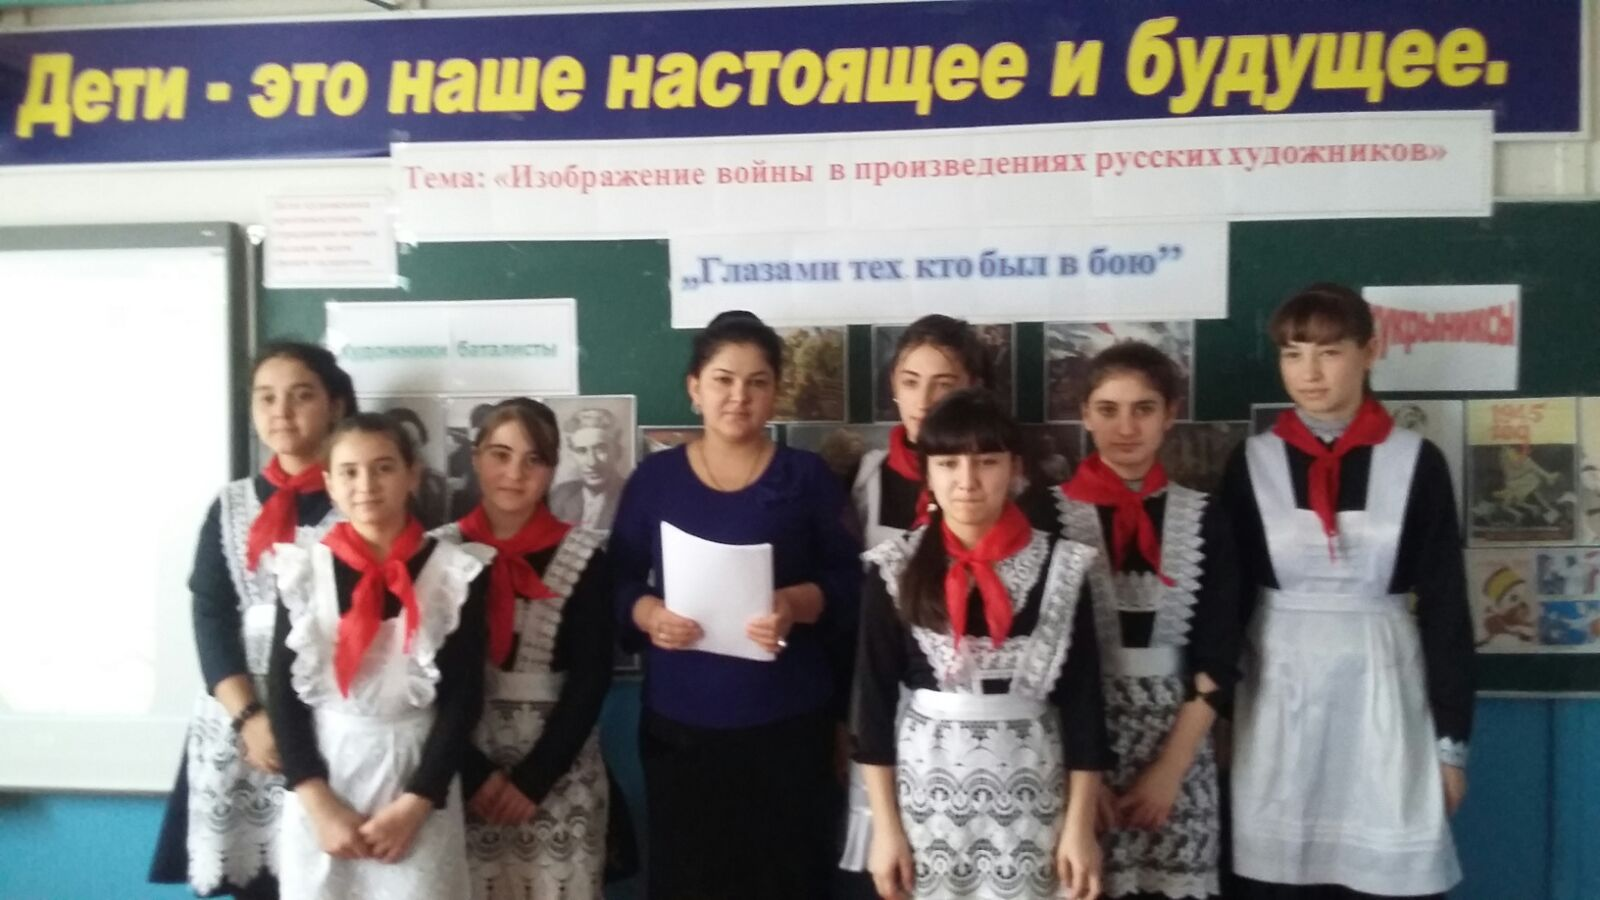 Дети - это наше настоящее и будущее.
Тема: «Изображение войны в произведениях русских художников»
„Глазами тех кто был в бою”
художники баталисты
укрыниксы
1945